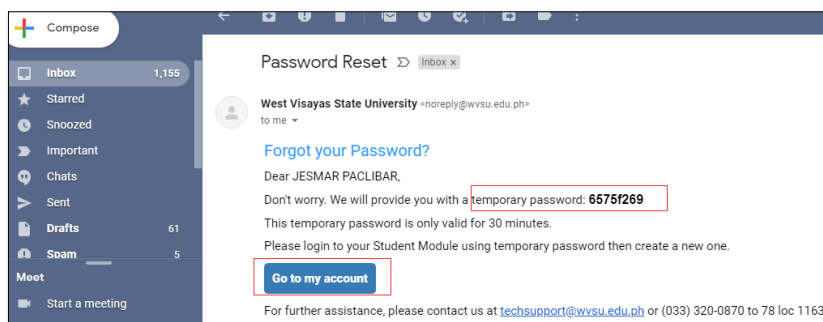 Compose
Inbox 1,155
Starred
Snoozed
Important
Chats
Sent
Drafts 61
Spam 5
Meet
Start a meeting
Password Reset Inbox x
West Visayas State University <noreply@wvsu.edu.ph>
to me
Forgot your Password?
Dear JESMAR PACLIBAR,
Don't worry. We will provide you with a temporary password: 6575f269
This temporary password is only valid for 30 minutes.
Please login to your Student Module using temporary password then create a new one.
Go to my account
For further assistance, please contact us at techsupport@wvsu.edu.ph or (033) 320-0870 to 78 loc 1163